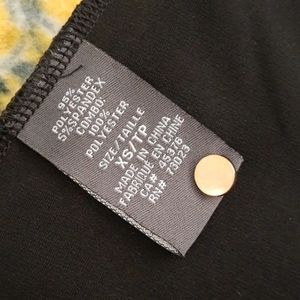 95%
POLYESTER
5%SPANDEX
COMBO:
100%
POLYESTER
SIZE/TAILLE
XS/TP
MADE IN CHINA
FABRIQUÉ EN CHINE
CA# 45376
RN# 73023